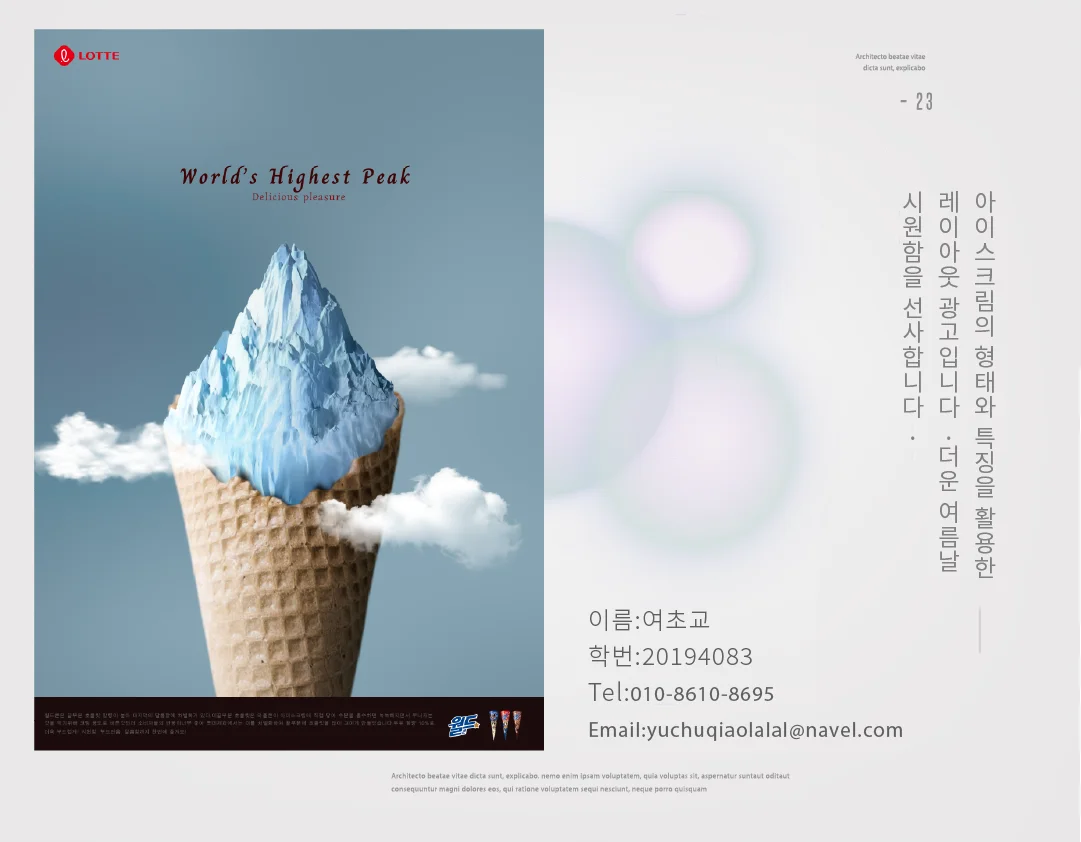 LOTTE
World's Highest Peak
Delicious pleasure
월드콘
Architecto beatae vitae
dicta sunt, explicabo
- 23
아이스크림의 형태와 특징을 활용한
레이아웃 광고입니다. 더운 여름날
시원함을 선사합니다.
이름:여초교
학번:20194083
Tel:010-8610-8695
Email:yuchuqiaolalal@navel.com
Architecto beatae vitae dicta sunt, explicabo. nemo enim ipsam voluptatem, quia voluptas sit, aspernatur suntaut oditaut
consequuntur magni dolores eos, qui ratione voluptatem sequi nesciunt, neque porro quisquam